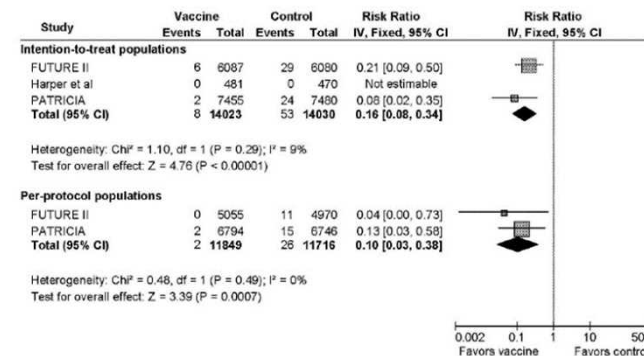 Vaccine Control Risk Ratio Risk Ratio
Study Events Total Events Total IV, Fixed, 95% CI IV, Fixed, 95% CI
Intention-to-treat populations
FUTURE II 6 6087 29 6080 0.21 [0.09, 0.50]
Harper et al 0 481 0 470 Not estimable
PATRICIA 2 7455 24 7480 0.08 [0.02, 0.35]
Total (95% CI) 8 14023 53 14030 0.16 [0.08, 0.34]
Heterogeneity: Chi² = 1.10, df = 1 (P = 0.29); I² = 9%
Test for overall effect: Z = 4.76 (P < 0.00001)
Per-protocol populations
FUTURE II 0 5055 11 4970 0.04 [0.00, 0.73]
PATRICIA 2 6794 15 6746 0.13 [0.03, 0.58]
Total (95% CI) 2 11849 26 11716 0.10 [0.03, 0.38]
Heterogeneity: Chi² = 0.48, df = 1 (P = 0.49); I² = 0%
Test for overall effect: Z = 3.39 (P = 0.0007)
0.002 0.1 1 10 50
Favors vaccine Favors contro